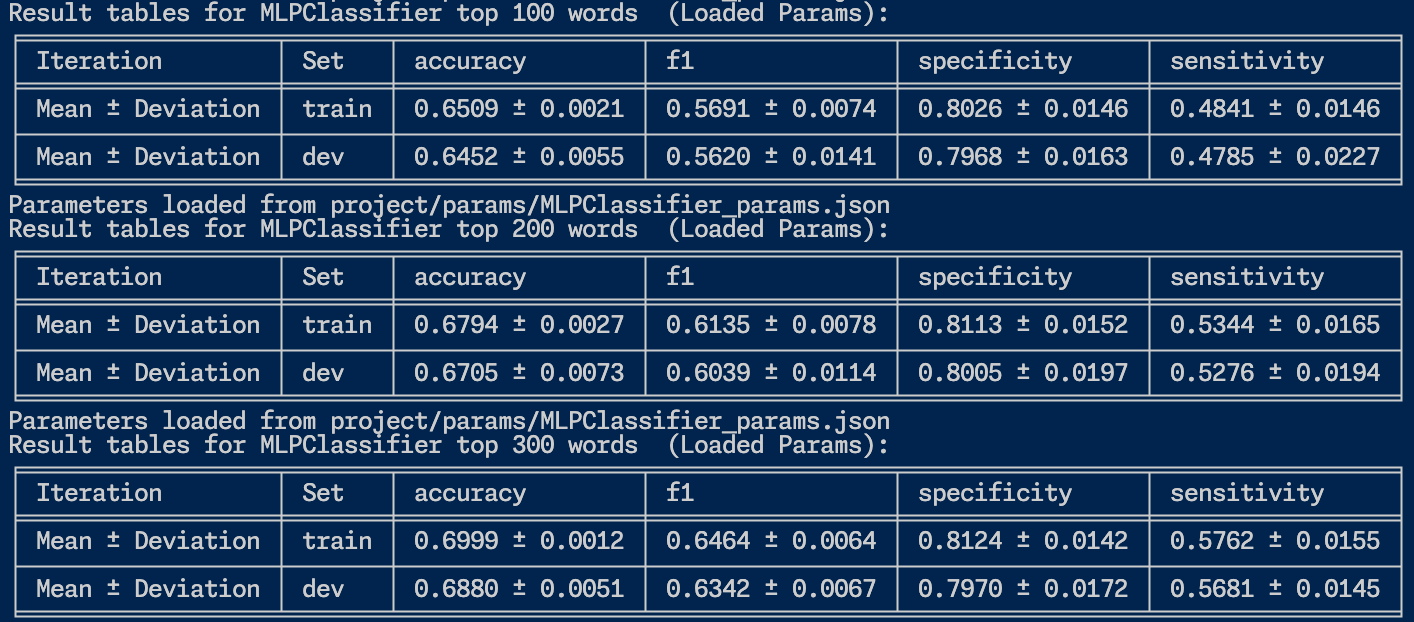 Result tables for MLPClassifier top 100 words  (Loaded Params):
Iteration Set accuracy f1 specificity sensitivity
Mean ± Deviation train 0.6509 ± 0.0021 0.5691 ± 0.0074 0.8026 ± 0.0146 0.4841 ± 0.0146
Mean ± Deviation dev 0.6452 ± 0.0055 0.5620 ± 0.0141 0.7968 ± 0.0163 0.4785 ± 0.0227
Parameters loaded from project/params/MLPClassifier_params.json
Result tables for MLPClassifier top 200 words  (Loaded Params):
Iteration Set accuracy f1 specificity sensitivity
Mean ± Deviation train 0.6794 ± 0.0027 0.6135 ± 0.0078 0.8113 ± 0.0152 0.5344 ± 0.0165
Mean ± Deviation dev 0.6705 ± 0.0073 0.6039 ± 0.0114 0.8005 ± 0.0197 0.5276 ± 0.0194
Parameters loaded from project/params/MLPClassifier_params.json
Result tables for MLPClassifier top 300 words  (Loaded Params):
Iteration Set accuracy f1 specificity sensitivity
Mean ± Deviation train 0.6999 ± 0.0012 0.6464 ± 0.0064 0.8124 ± 0.0142 0.5762 ± 0.0155
Mean ± Deviation dev 0.6880 ± 0.0051 0.6342 ± 0.0067 0.7970 ± 0.0172 0.5681 ± 0.0145